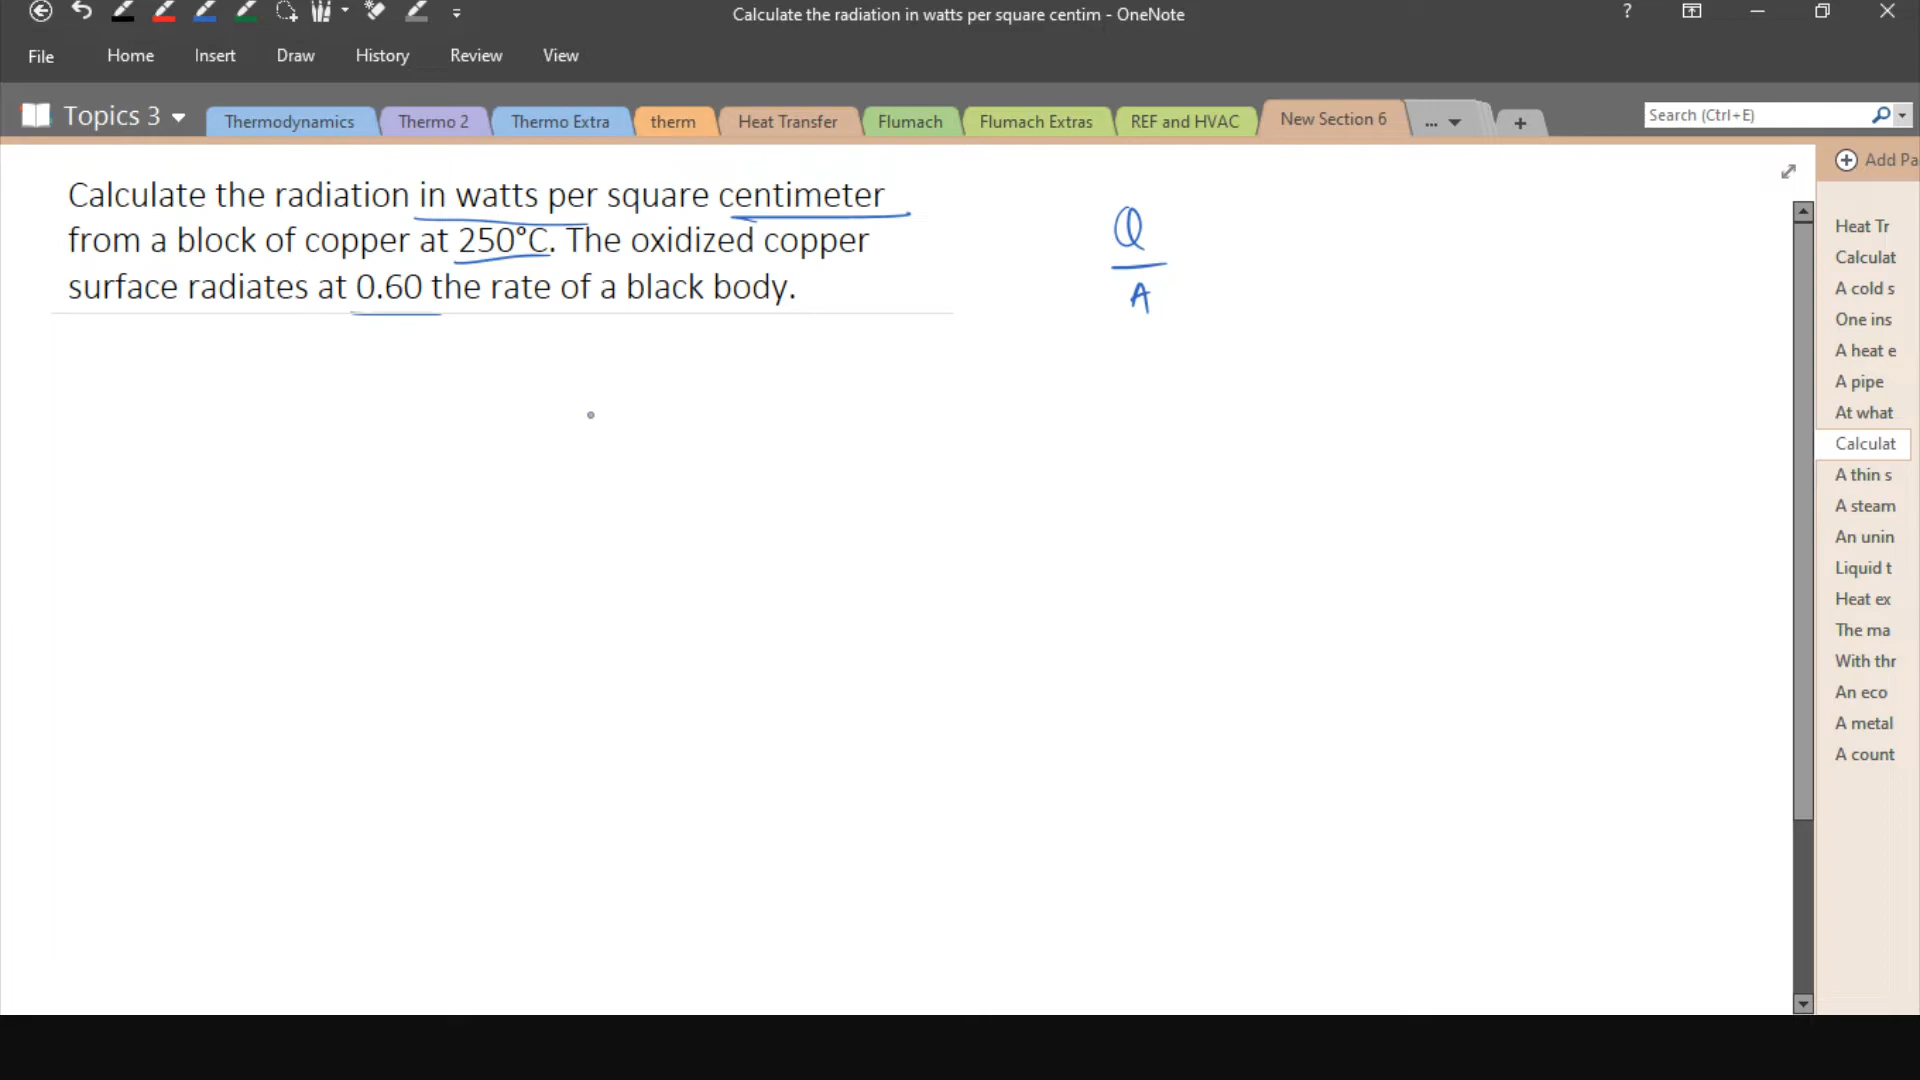 Calculate the radiation in watts per square centim - OneNote
?
File Home Insert Draw History Review View
Topics 3
Thermodynamics Thermo 2 Thermo Extra therm Heat Transfer Flumach Flumach Extras REF and HVAC New Section 6 ... +
Search (Ctrl+E)
Add Pa
Calculate the radiation in watts per square centimeter
from a block of copper at 250°C. The oxidized copper
surface radiates at 0.60 the rate of a black body.
Q
A
Heat Tr
Calculat
A cold s
One ins
A heat e
A pipe
At what
Calculat
A thin s
A steam
An unin
Liquid t
Heat ex
The ma
With thr
An eco
A metal
A count